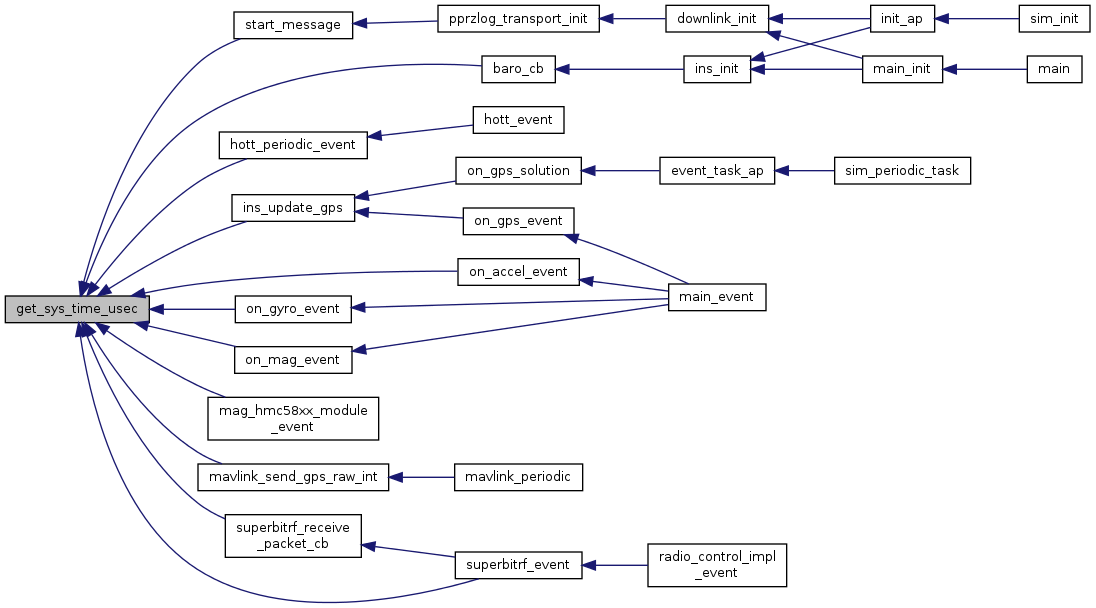 start_message
pprzlog_transport_init
downlink_init
init_ap
sim_init
baro_cb
ins_init
main_init
main
hott_periodic_event
hott_event
on_gps_solution
event_task_ap
sim_periodic_task
ins_update_gps
on_gps_event
on_accel_event
main_event
get_sys_time_usec
on_gyro_event
on_mag_event
mag_hmc58xx_module
_event
mavlink_send_gps_raw_int
mavlink_periodic
superbitrf_receive
_packet_cb
superbitrf_event
radio_control_impl
_event